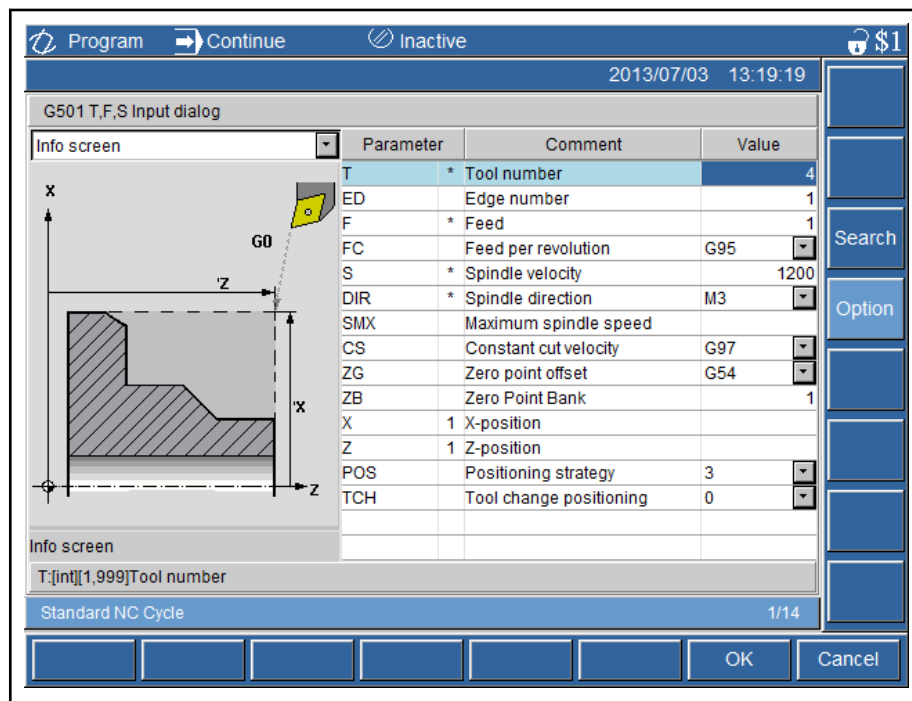 Program Continue Inactive $1
2013/07/03 13:19:19
G501 T,F,S Input dialog
Info screen
Parameter Comment Value
T * Tool number 4
ED Edge number 1
F * Feed 1
FC Feed per revolution G95
S * Spindle velocity 1200
DIR * Spindle direction M3
SMX Maximum spindle speed
CS Constant cut velocity G97
ZG Zero point offset G54
ZB Zero Point Bank 1
X 1 X-position
Z 1 Z-position
POS Positioning strategy 3
TCH Tool change positioning 0
X
G0
'Z
'X
Z
Info screen
T:[int][1,999]Tool number
Standard NC Cycle 1/14
Search
Option
OK Cancel